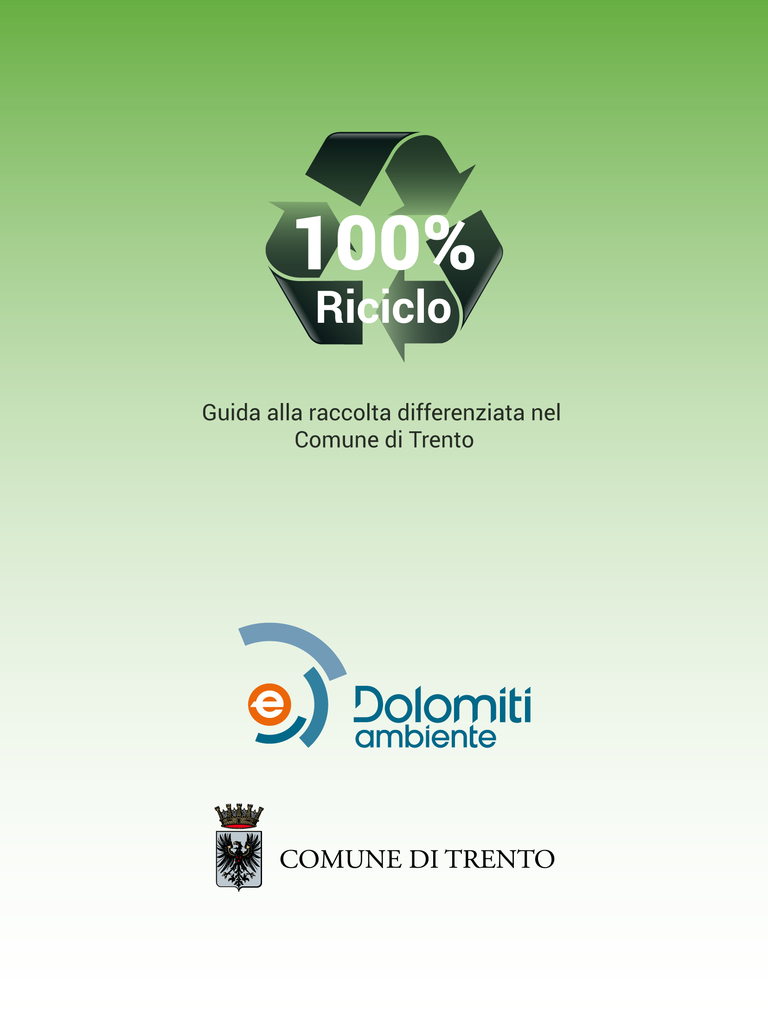 100%
Riciclo
Guida alla raccolta differenziata nel
Comune di Trento
e
Dolomiti
ambiente
COMUNE DI TRENTO